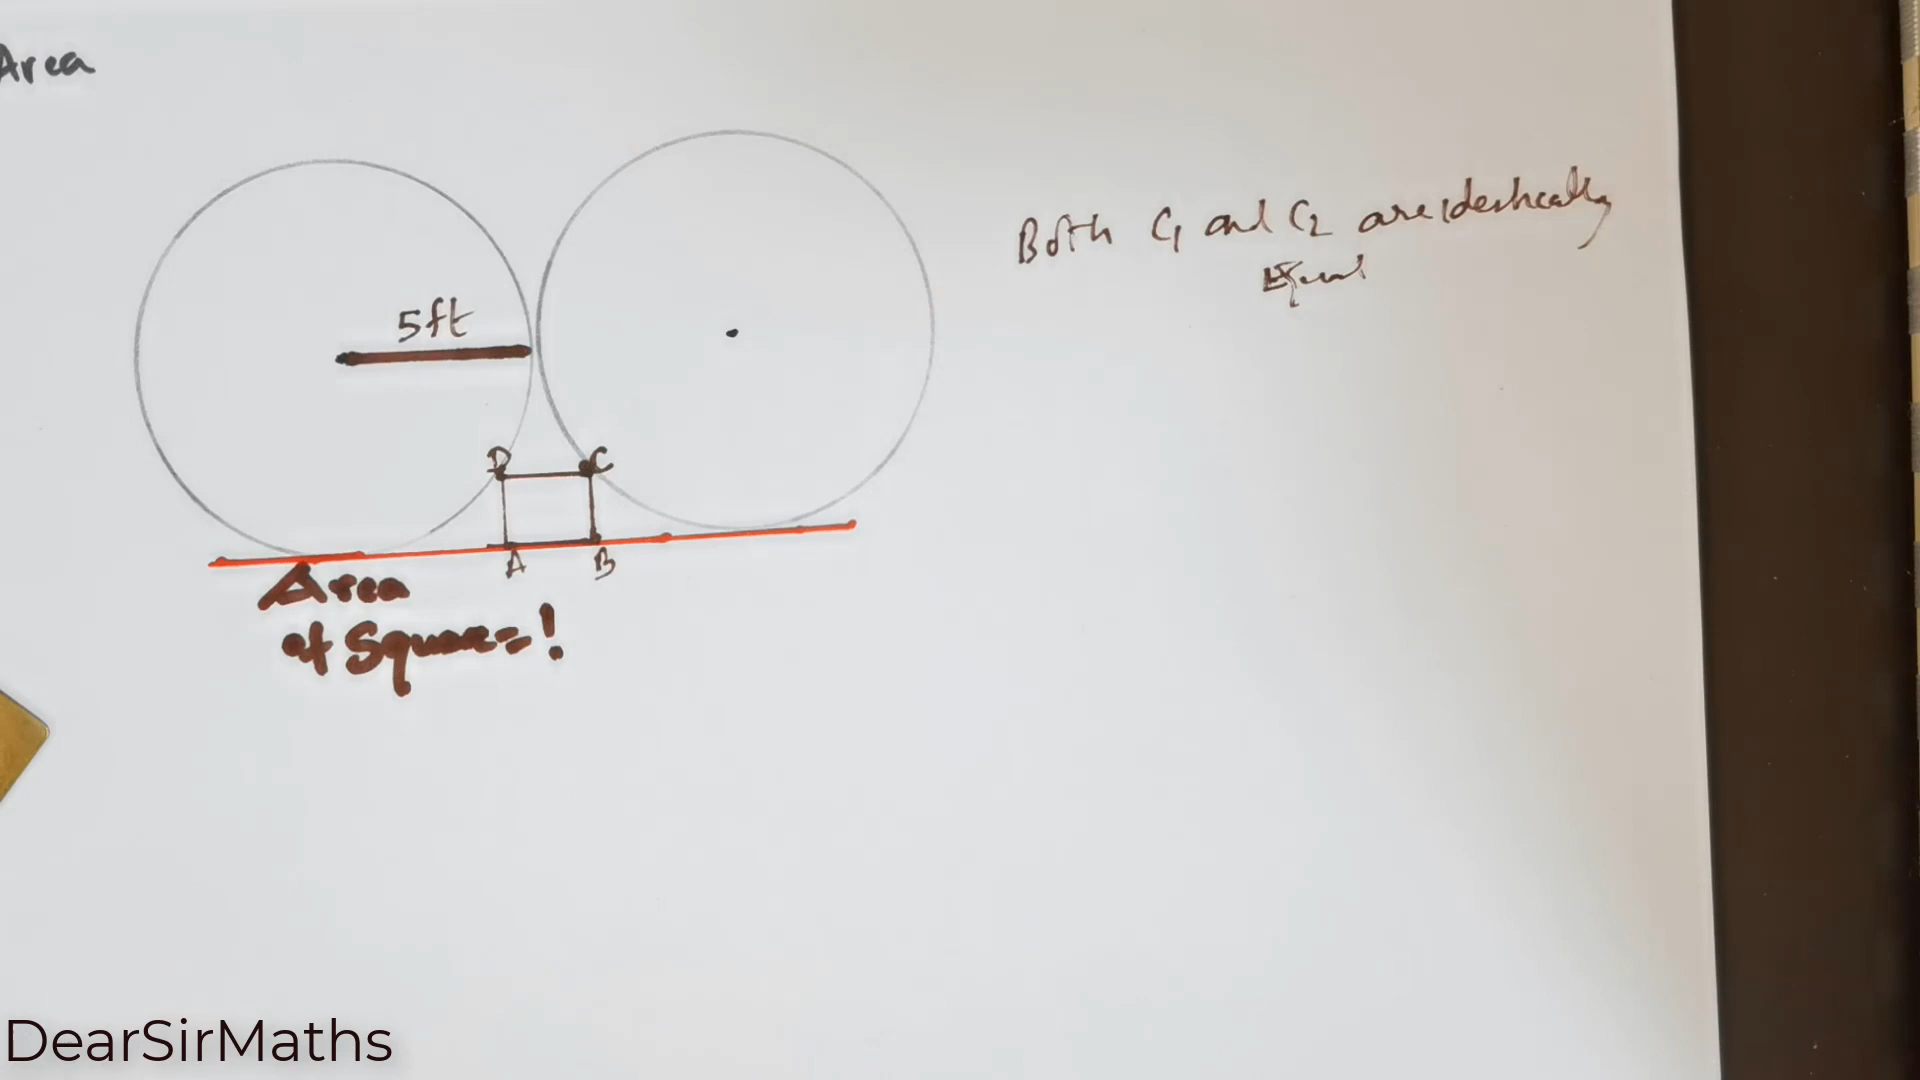 Area
Both C1 and C2 are identically
Equal
5ft
D C
A B
Area
of Square=!
DearSirMaths